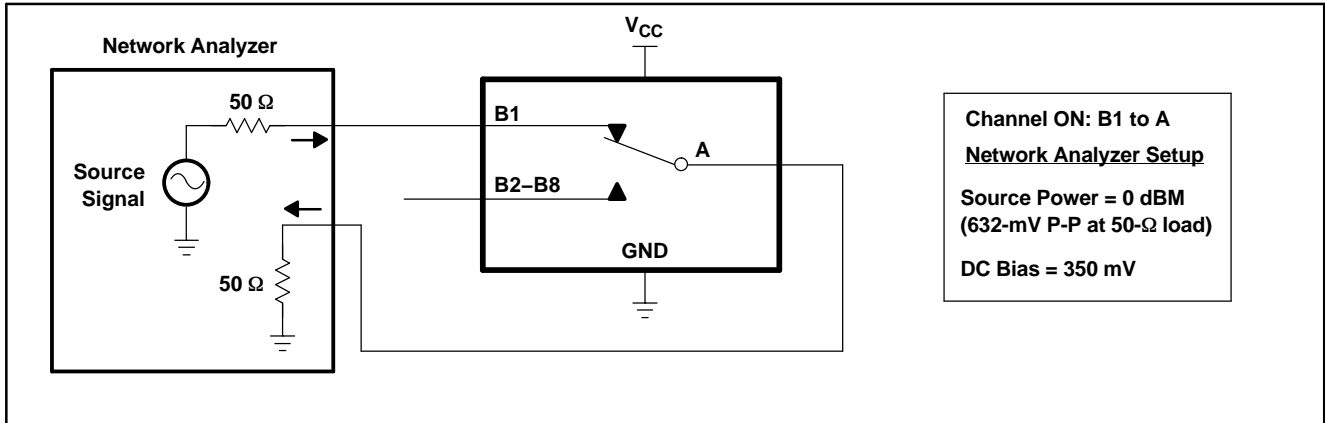 Network Analyzer
50 Ω
Source
Signal
50 Ω
VCC
B1
A
B2–B8
GND
Channel ON: B1 to A
Network Analyzer Setup
Source Power = 0 dBM
(632-mV P-P at 50-Ω load)
DC Bias = 350 mV